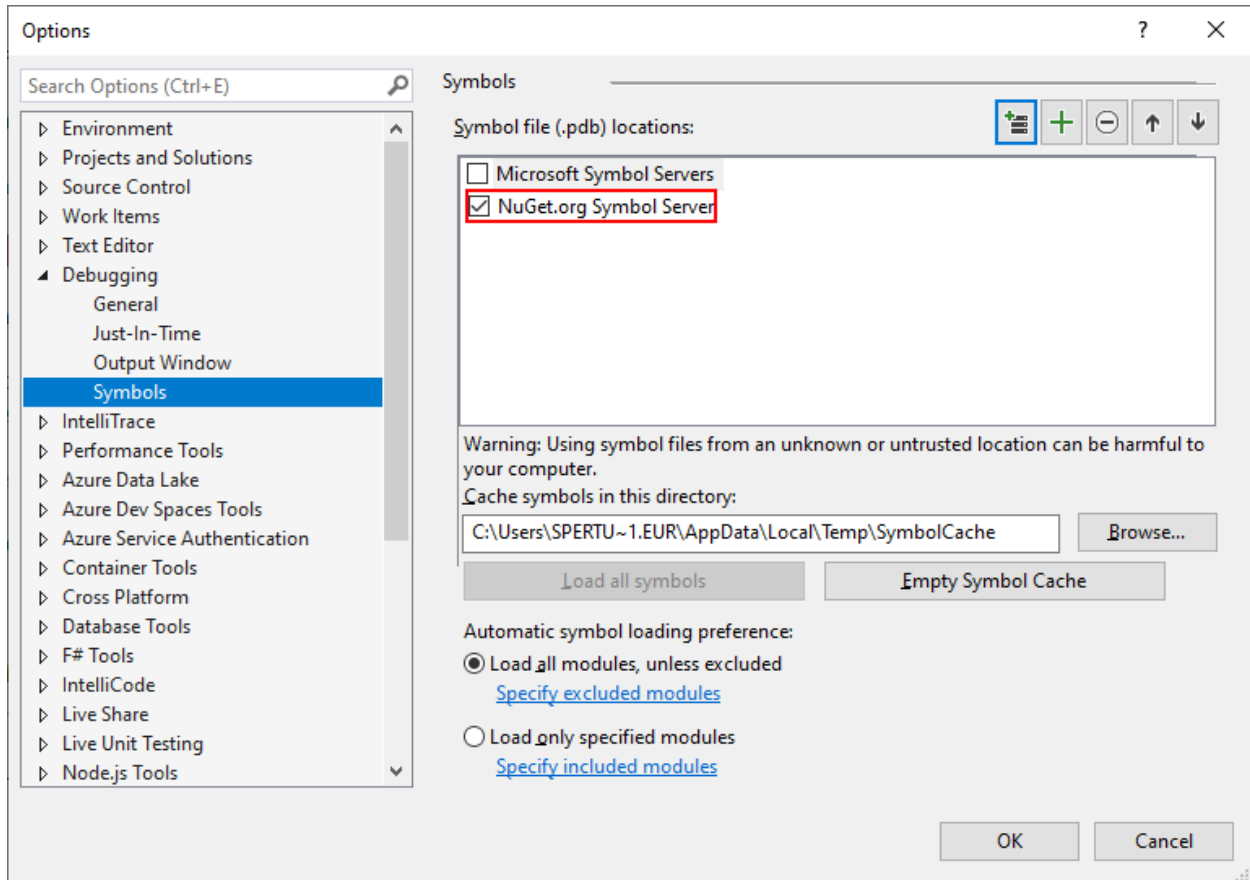 Options
?
Search Options (Ctrl+E)
Environment
Projects and Solutions
Source Control
Work Items
Text Editor
Debugging
General
Just-In-Time
Output Window
Symbols
IntelliTrace
Performance Tools
Azure Data Lake
Azure Dev Spaces Tools
Azure Service Authentication
Container Tools
Cross Platform
Database Tools
F# Tools
IntelliCode
Live Share
Live Unit Testing
Node.js Tools
Symbols
Symbol file (.pdb) locations:
Microsoft Symbol Servers
NuGet.org Symbol Server
Warning: Using symbol files from an unknown or untrusted location can be harmful to
your computer.
Cache symbols in this directory:
C:\Users\SPERTU~1.EUR\AppData\Local\Temp\SymbolCache
Browse...
Load all symbols
Empty Symbol Cache
Automatic symbol loading preference:
Load all modules, unless excluded
Specify excluded modules
Load only specified modules
Specify included modules
OK
Cancel